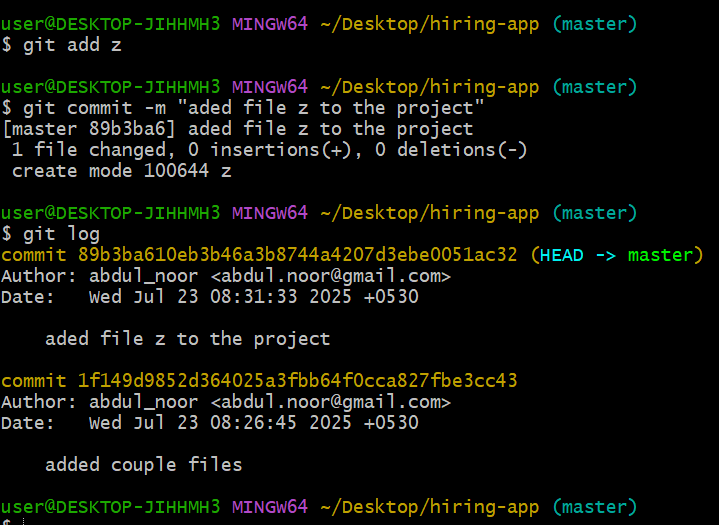 user@DESKTOP-JIHHMH3 MINGW64 ~/Desktop/hiring-app (master)
$ git add z
user@DESKTOP-JIHHMH3 MINGW64 ~/Desktop/hiring-app (master)
$ git commit -m "aded file z to the project"
[master 89b3ba6] aded file z to the project
 1 file changed, 0 insertions(+), 0 deletions(-)
 create mode 100644 z
user@DESKTOP-JIHHMH3 MINGW64 ~/Desktop/hiring-app (master)
$ git log
commit 89b3ba610eb3b46a3b8744a4207d3ebe0051ac32 (HEAD -> master)
Author: abdul_noor <abdul.noor@gmail.com>
Date:   Wed Jul 23 08:31:33 2025 +0530
    aded file z to the project
commit 1f149d9852d364025a3fbb64f0cca827fbe3cc43
Author: abdul_noor <abdul.noor@gmail.com>
Date:   Wed Jul 23 08:26:45 2025 +0530
    added couple files
user@DESKTOP-JIHHMH3 MINGW64 ~/Desktop/hiring-app (master)
$